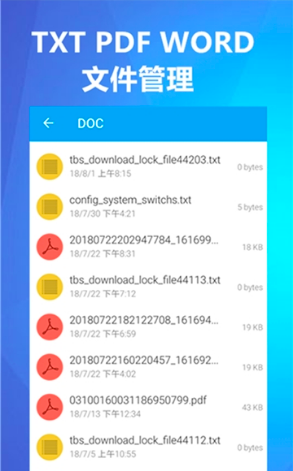 TXT PDF WORD
文件管理
DOC
tbs_download_lock_file44203.txt
18/8/1 上午8:15
0 bytes
config_system_switchs.txt
18/7/30 下午4:21
5 bytes
20180722202947784_161699...
18/7/22 下午8:31
18 KB
tbs_download_lock_file44113.txt
18/7/22 下午7:12
0 bytes
20180722182122708_161694...
18/7/22 下午6:59
19 KB
20180722160220457_161692...
18/7/22 下午4:02
19 KB
03100160031186950799.pdf
18/7/13 下午12:34
43 KB
tbs_download_lock_file44112.txt
18/7/5 上午10:55
0 bytes